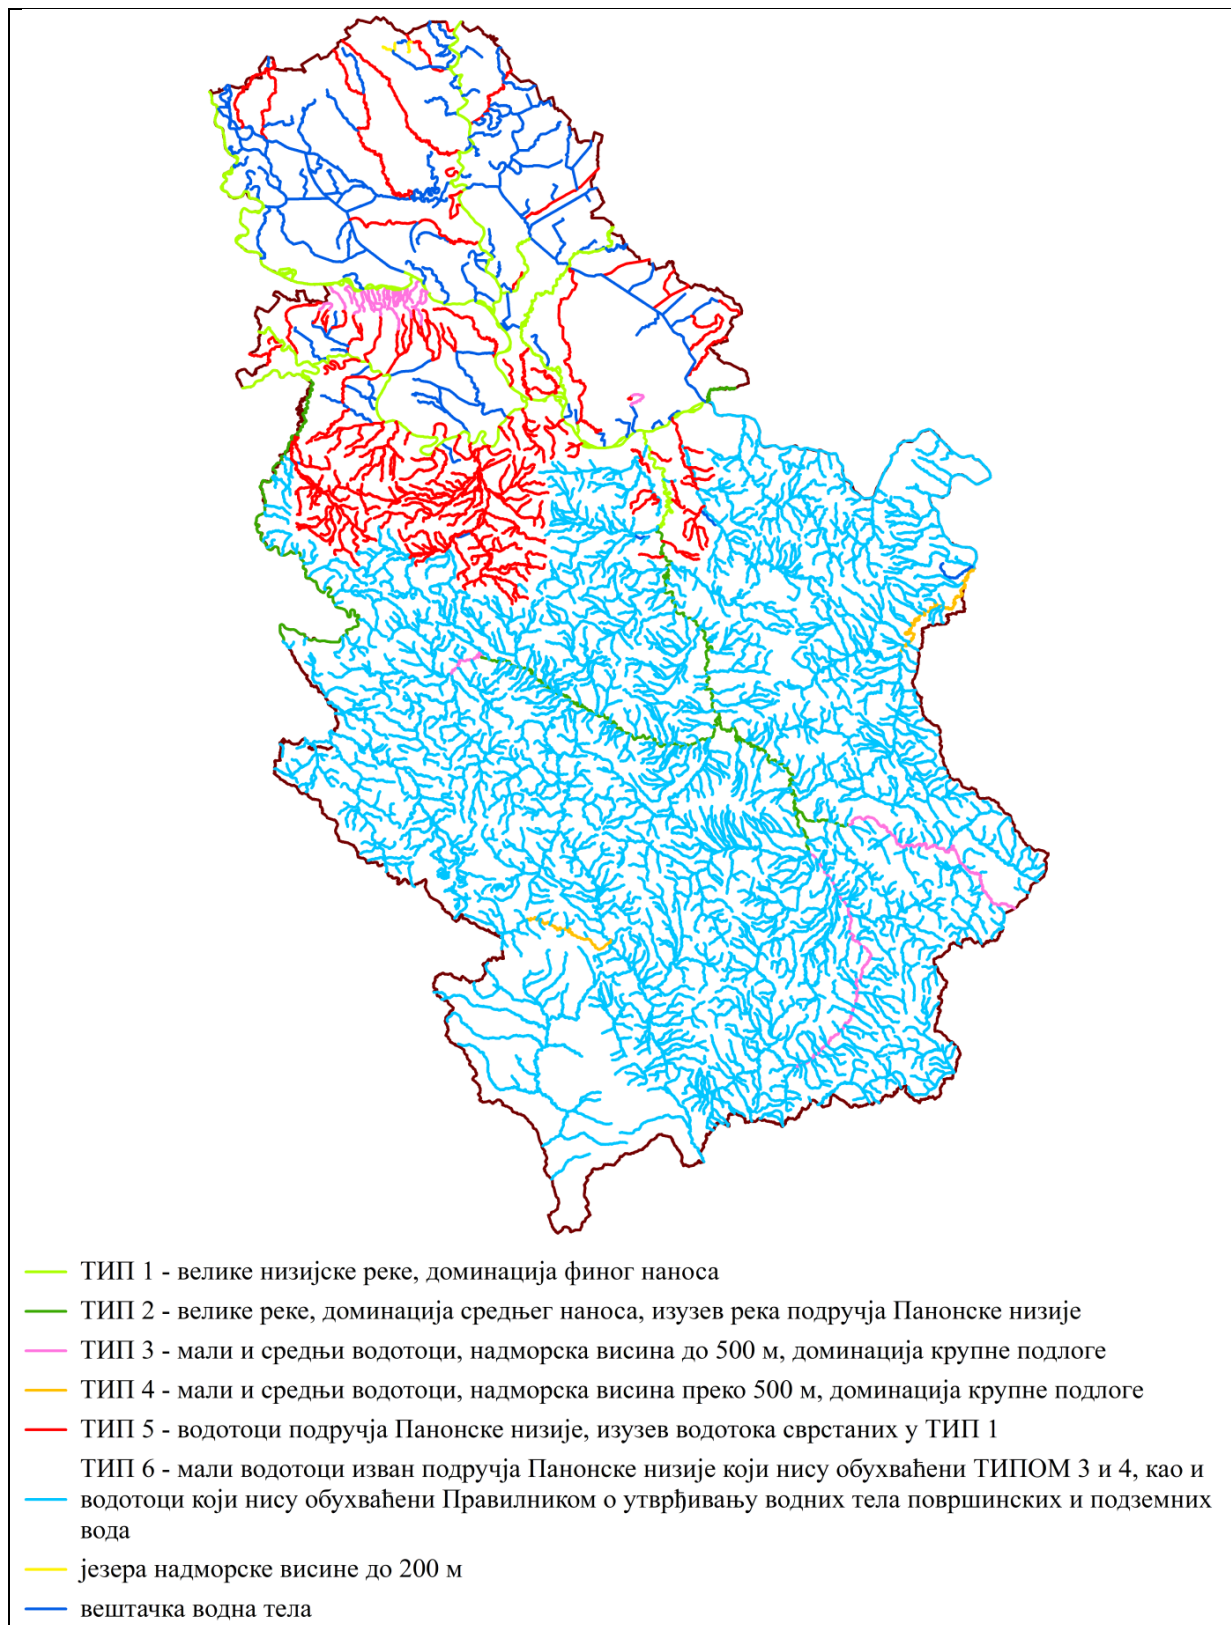 ТИП 1 - велике низијске реке, доминација финог наноса
ТИП 2 - велике реке, доминација средњег наноса, изузев река подручја Панонске низије
ТИП 3 - мали и средњи водотоци, надморска висина до 500 м, доминација крупне подлоге
ТИП 4 - мали и средњи водотоци, надморска висина преко 500 м, доминација крупне подлоге
ТИП 5 - водотоци подручја Панонске низије, изузев водотока сврстаних у ТИП 1
ТИП 6 - мали водотоци изван подручја Панонске низије који нису обухваћени ТИПОМ 3 и 4, као и
водотоци који нису обухваћени Правилником о утврђивању водних тела површинских и подземних
вода
језера надморске висине до 200 м
вештачка водна тела